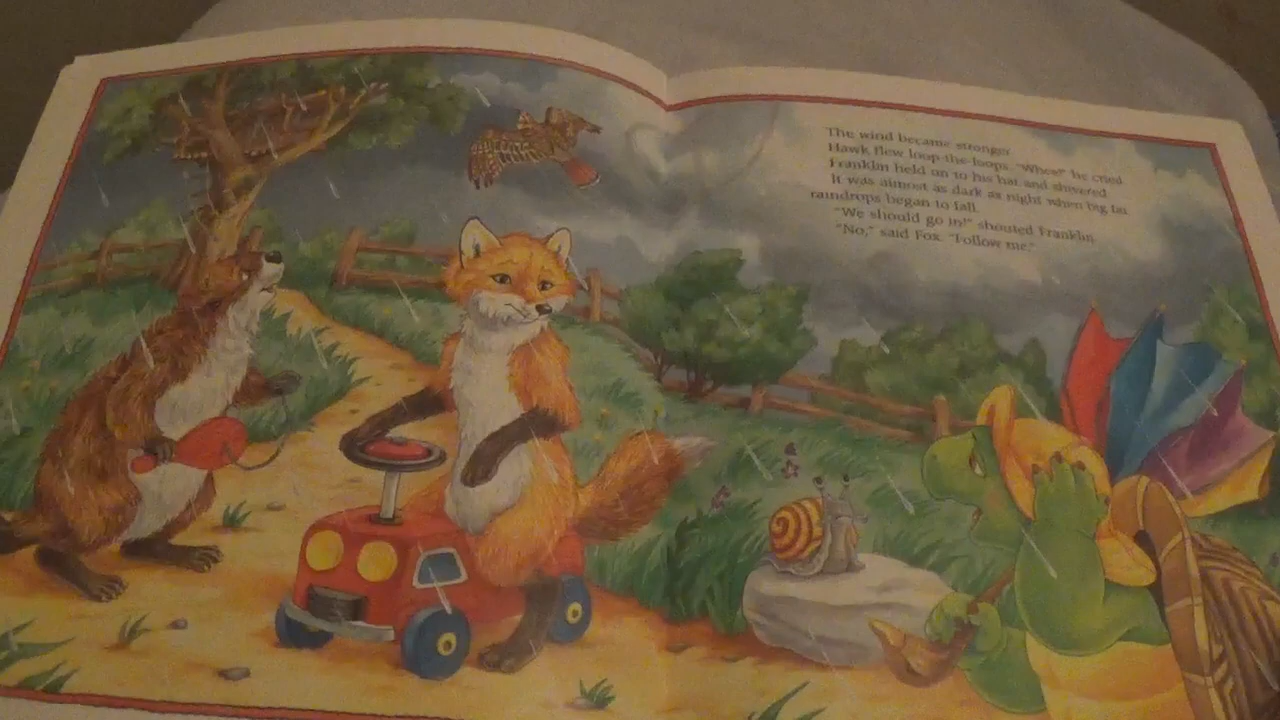 The wind became stronger.
Hawk flew loop-the-loops. "Whee!" he cried.
Franklin held on to his hat and shivered.
It was almost as dark as night when big fat
raindrops began to fall.
"We should go in!" shouted Franklin.
"No," said Fox. "Follow me."